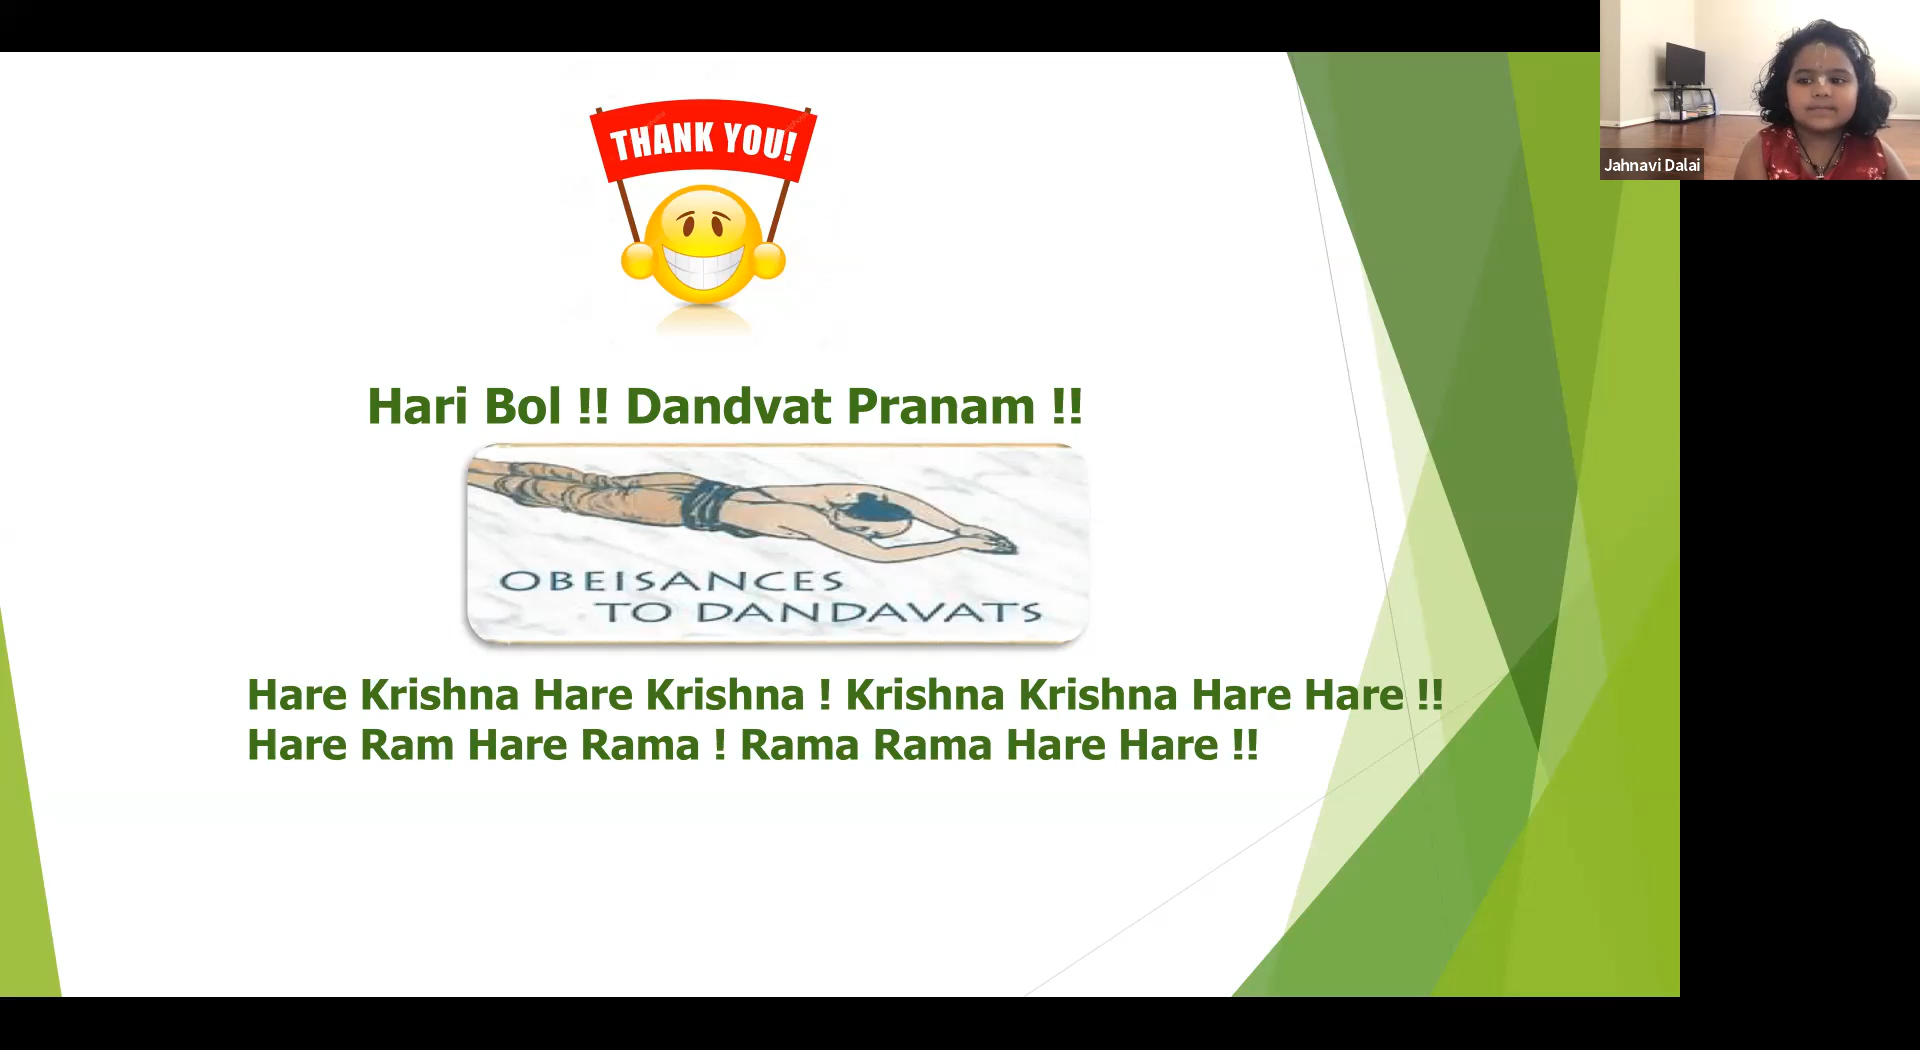 THANK YOU!
Hari Bol !! Dandvat Pranam !!
OBEISANCES
TO DANDAVATS
Hare Krishna Hare Krishna ! Krishna Krishna Hare Hare !!
Hare Ram Hare Rama ! Rama Rama Hare Hare !!
Jahnavi Dalai